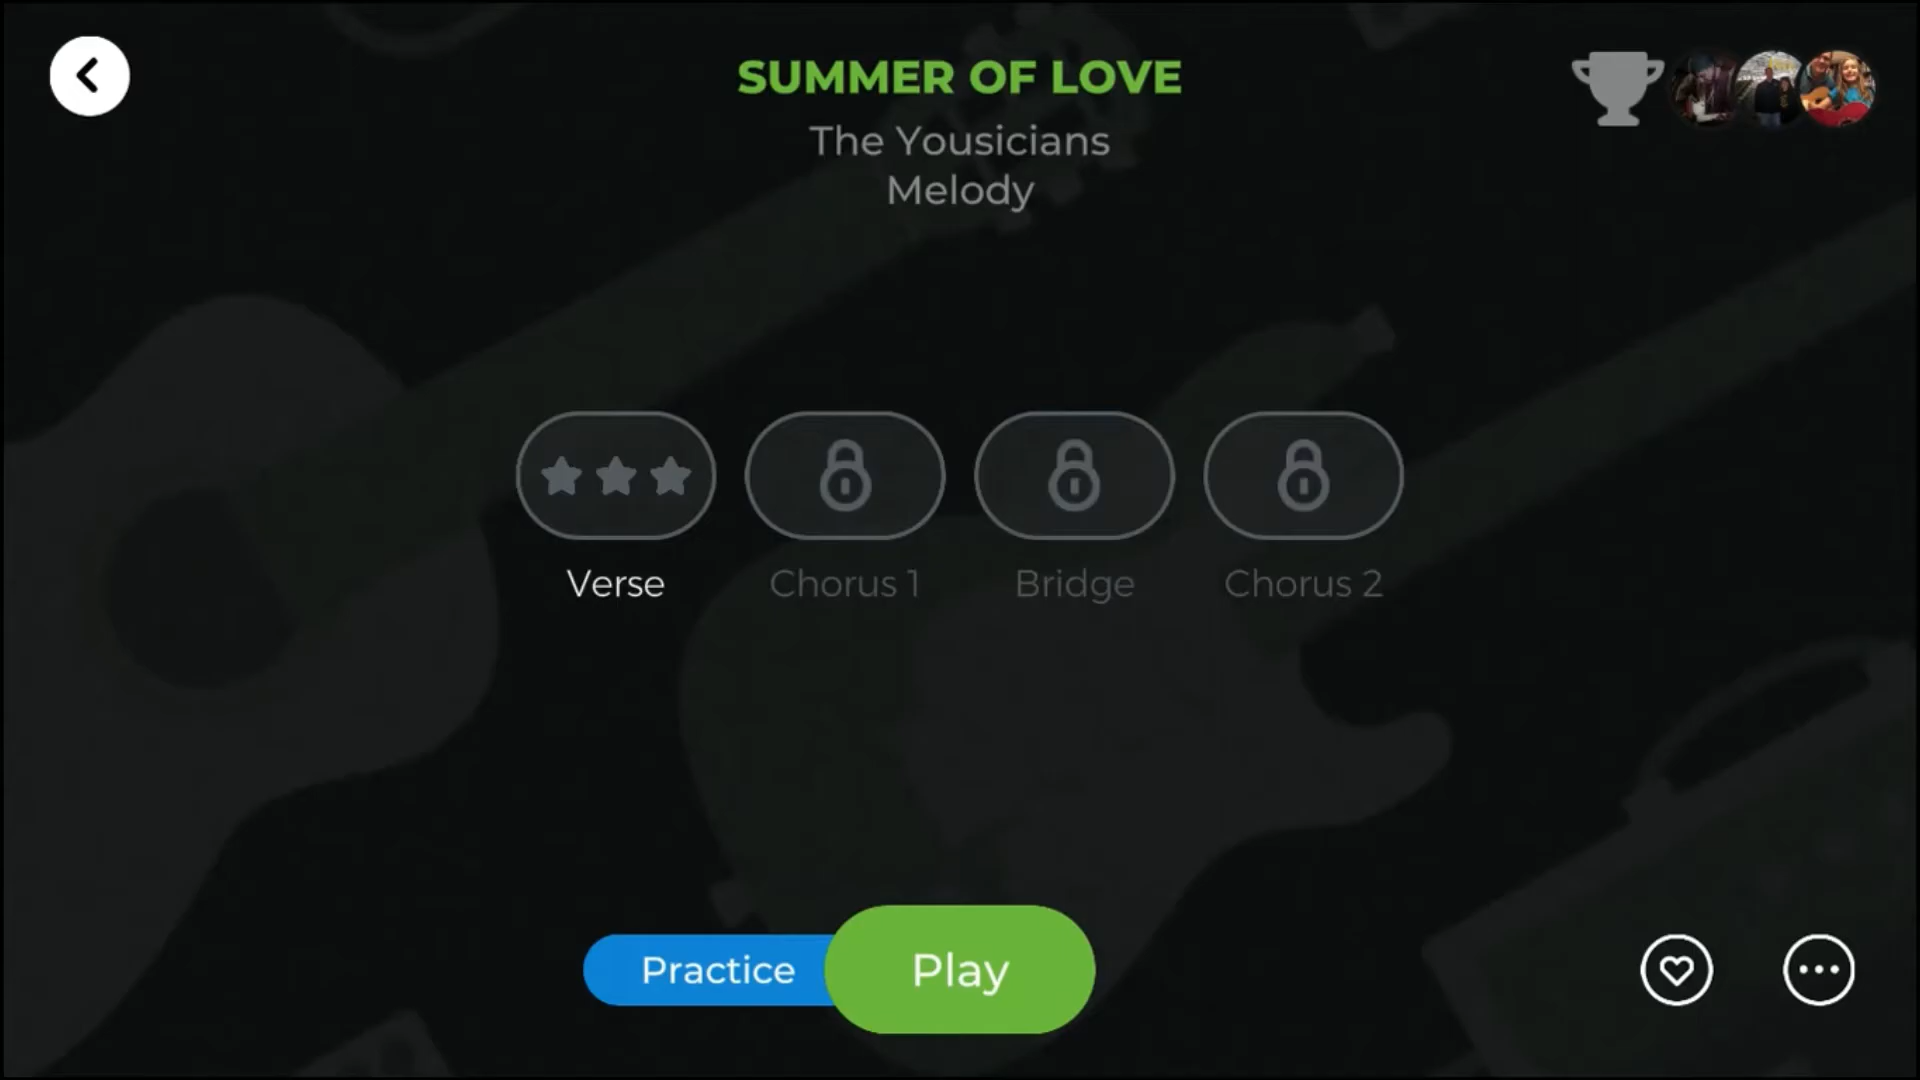 SUMMER OF LOVE
The Yousicians
Melody
Verse
Chorus 1
Bridge
Chorus 2
Practice
Play